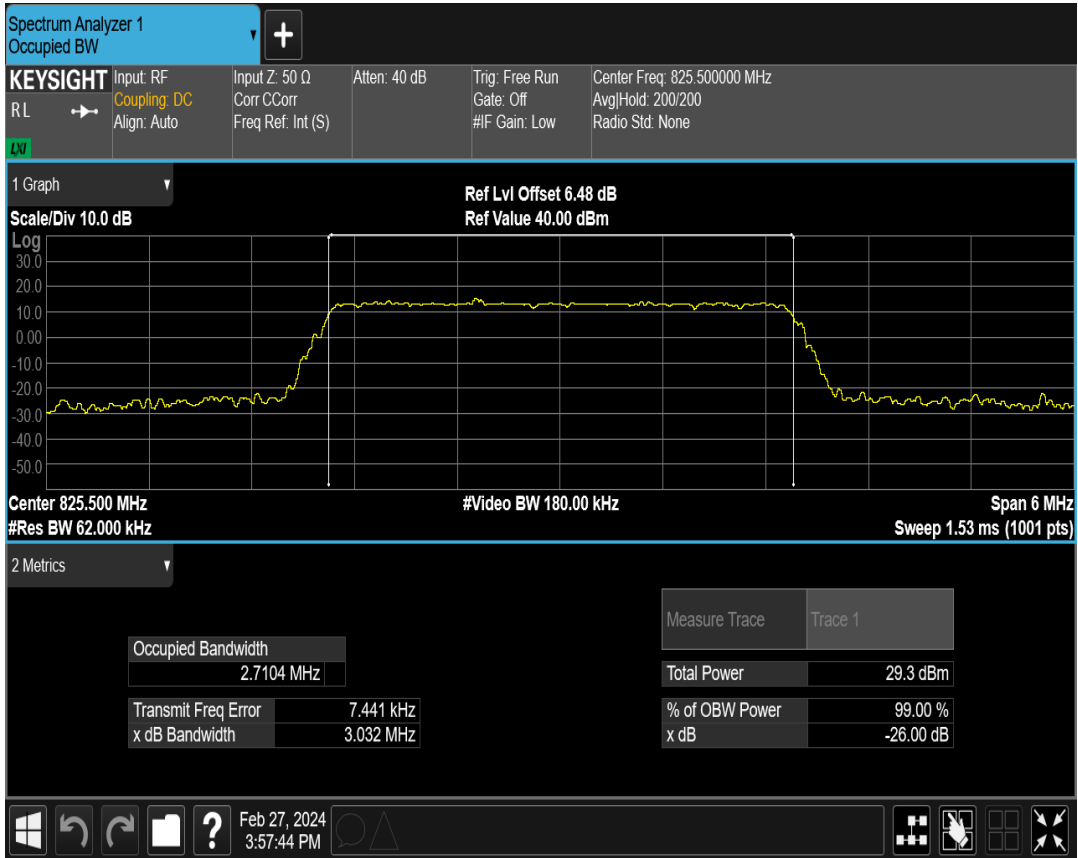 Spectrum Analyzer 1
Occupied BW
+
KEYSIGHT
R L
LXI
Input: RF
Coupling: DC
Align: Auto
Input Z: 50 Ω
Corr CCorr
Freq Ref: Int (S)
Atten: 40 dB
Trig: Free Run
Gate: Off
#IF Gain: Low
Center Freq: 825.500000 MHz
Avg|Hold: 200/200
Radio Std: None
1 Graph
Scale/Div 10.0 dB
Ref Lvl Offset 6.48 dB
Ref Value 40.00 dBm
Log
30.0
20.0
10.0
0.00
-10.0
-20.0
-30.0
-40.0
-50.0
Center 825.500 MHz
#Video BW 180.00 kHz
Span 6 MHz
#Res BW 62.000 kHz
Sweep 1.53 ms (1001 pts)
2 Metrics
Measure Trace Trace 1
Occupied Bandwidth
2.7104 MHz
Total Power 29.3 dBm
Transmit Freq Error 7.441 kHz
% of OBW Power 99.00 %
x dB Bandwidth 3.032 MHz
x dB -26.00 dB
?
Feb 27, 2024
3:57:44 PM